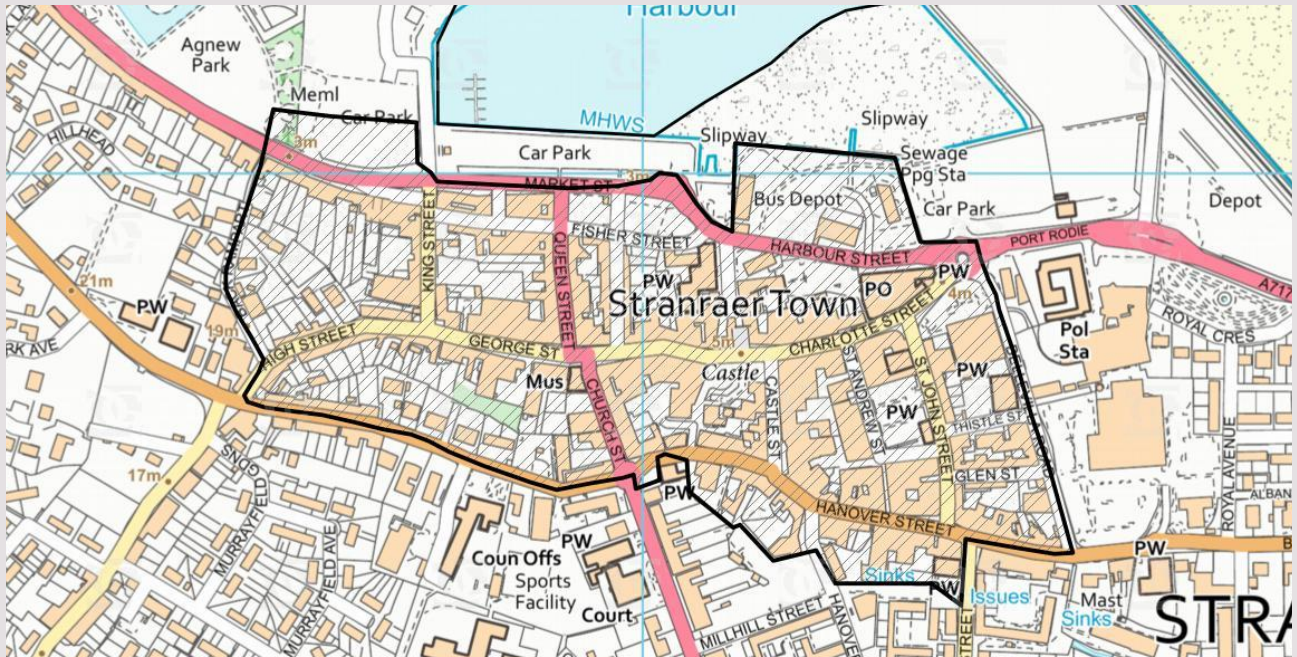 Harbour
Agnew
Park
Meml
Car Park
MHWS
Slipway
Slipway
HILLHEAD
3m
Car Park
Sewage
Ppg Sta
3m
MARKET ST
Bus Depot
Car Park
Depot
KING STREET
QUEEN STREET
FISHER STREET
HARBOUR STREET
PORT RODIE
A717
21m
PW
PW
PO
PW
4m
Stranraer Town
ROYAL CRES
19m
RK AVE
HIGH STREET
GEORGE ST
5m
CHARLOTTE STREET
Pol
Sta
Mus
Castle
PW
CHURCH ST
CASTLE ST
ST ANDREW ST
ST JOHN STREET
PW
THISTLE ST
ROYAL AVENUE
17m
GLEN ST
PW
ALBAN
MURRAYFIELD
GDNS
MURRAYFIELD AVE
HANOVER STREET
PW
Coun Offs
PW
Sports
Facility
Court
Sinks
PW
Issues
Mast
Sinks
MILLHILL STREET
HANOVE
STREET
STRA